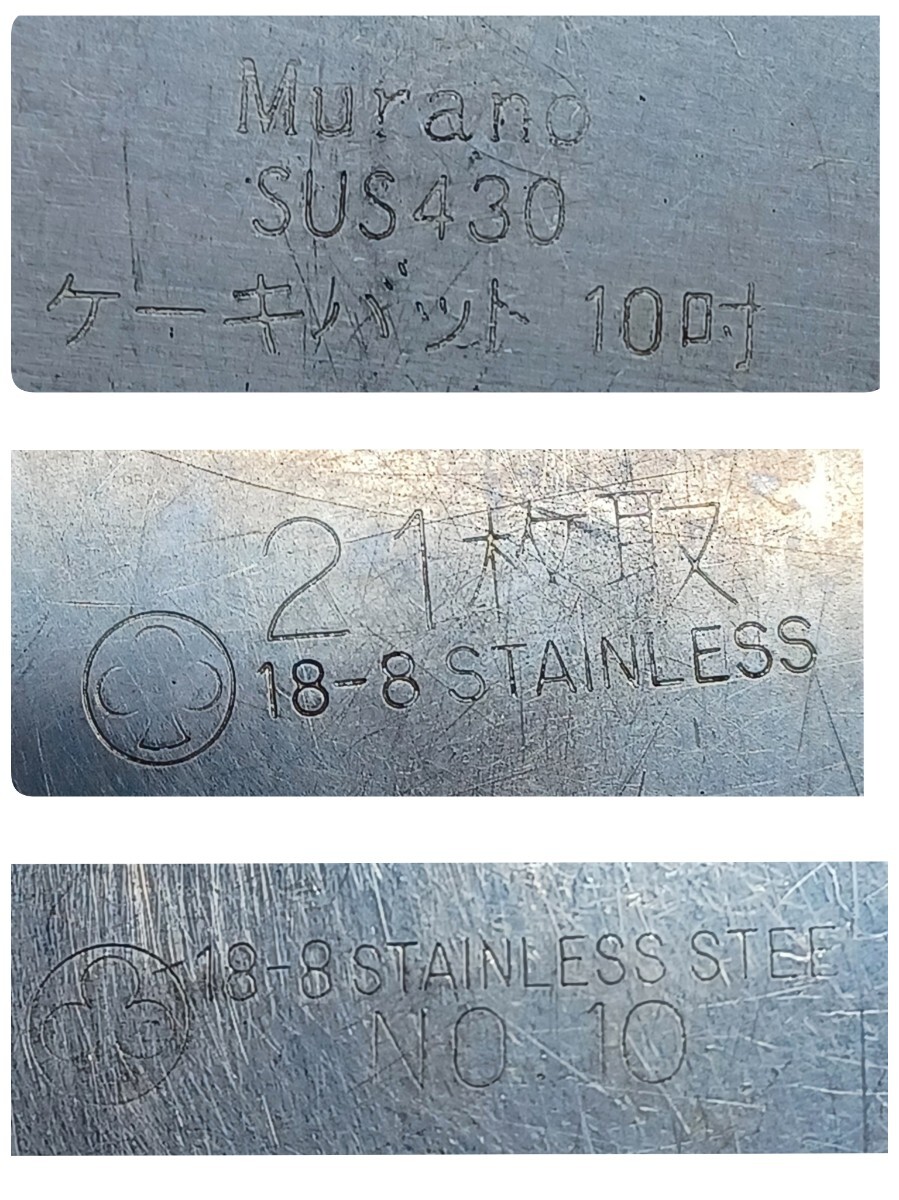 Murano
SUS430
ケーキバット 10吋
21枚取
18-8 STAINLESS
18-8 STAINLESS STEE
NO 10